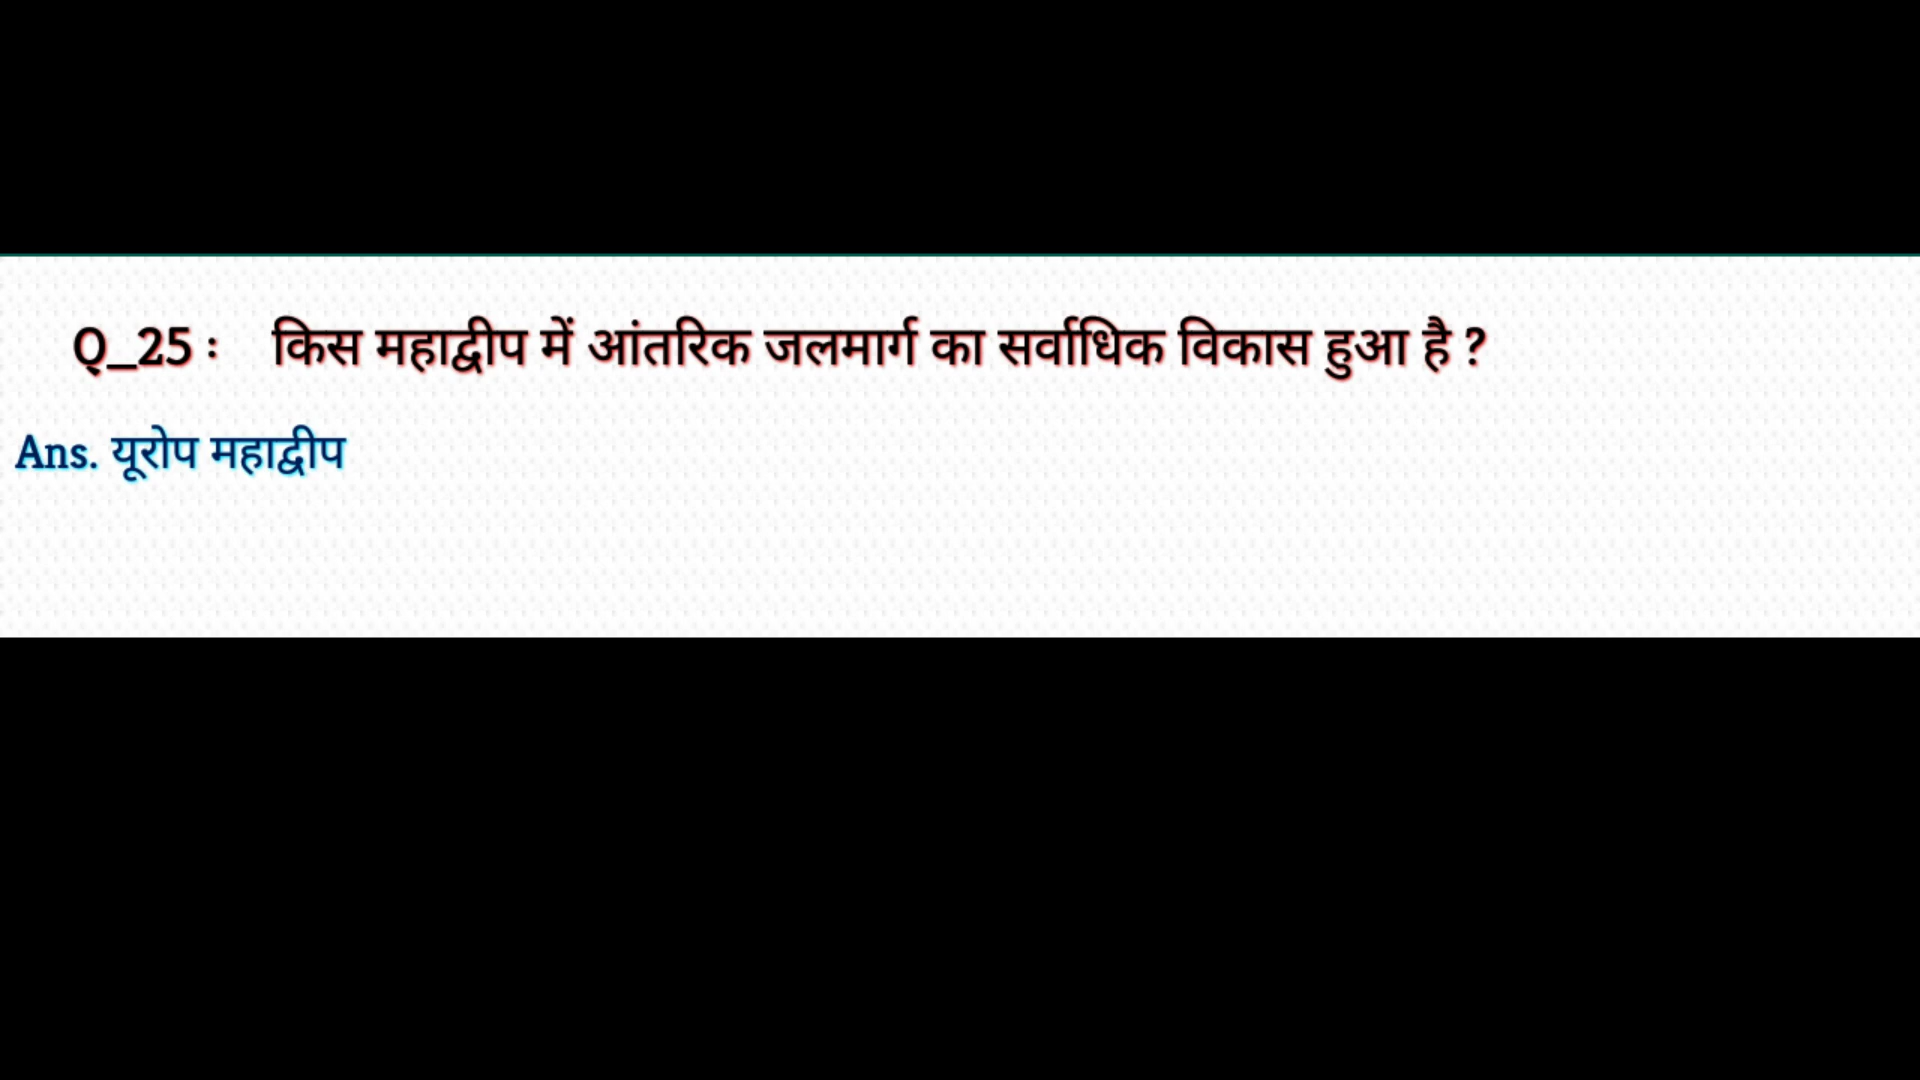 Q_25 : किस महाद्वीप में आंतरिक जलमार्ग का सर्वाधिक विकास हुआ है ?
Ans. यूरोप महाद्वीप